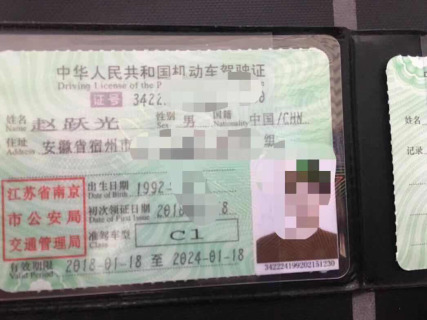 中华人民共和国机动车驾驶证
Driving License of the P
证号 3422
姓名 赵跃光 性别 男 国籍 中国/CHN
Name Sex Nationality
住址 安徽省宿州市 组
Address
江苏省南京
市公安局
交通管理局
出生日期 1992-
Date of Birth
初次领证日期 201 8
Date of First Issue
准驾车型 C1
Class
有效期限 2018-01-18 至 2024-01-18
Valid Period
记录